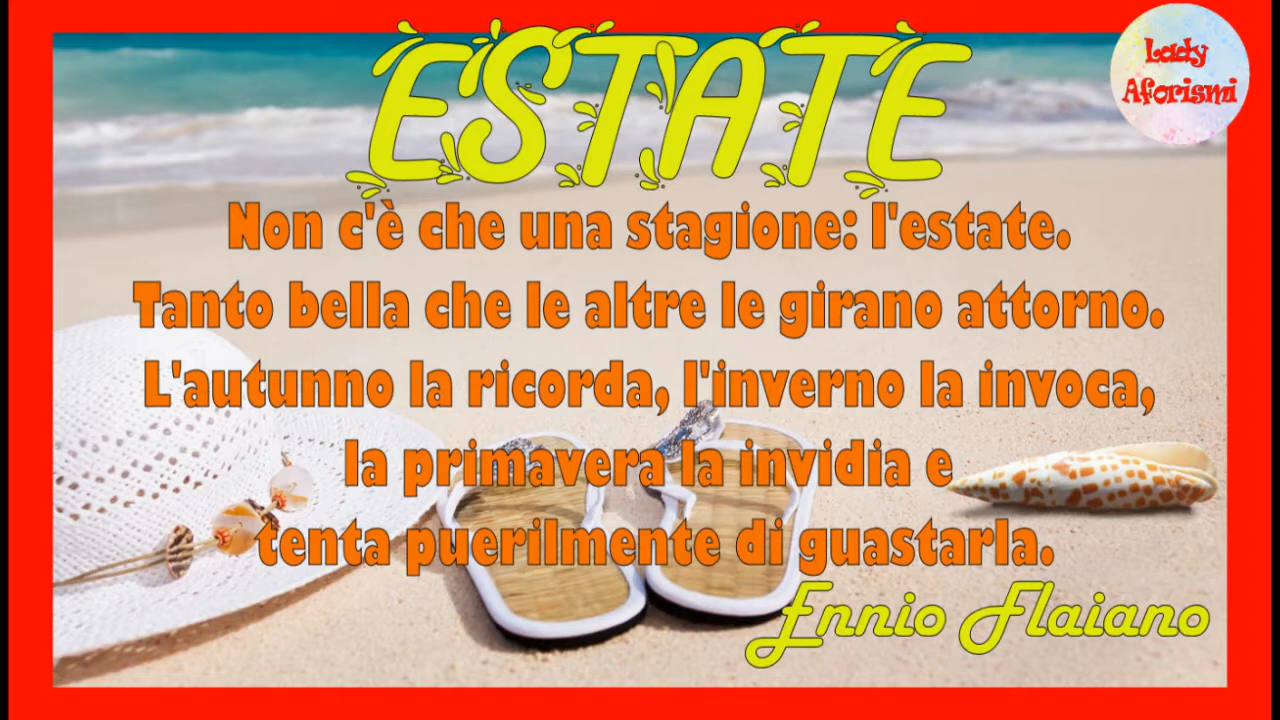 ESTATE
Lady
Aforismi
Non c'è che una stagione: l'estate.
Tanto bella che le altre le girano attorno.
L'autunno la ricorda, l'inverno la invoca,
la primavera la invidia e
tenta puerilmente di guastarla.
Ennio Flaiano